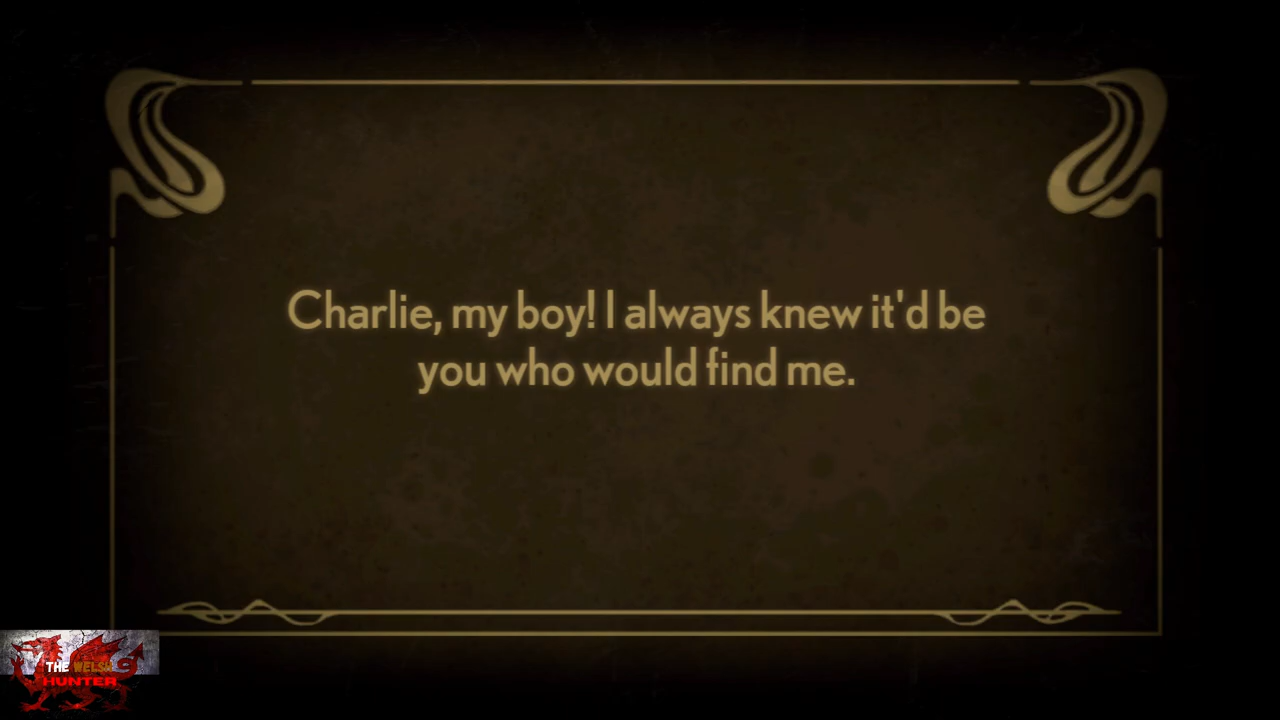 Charlie, my boy! I always knew it'd be
you who would find me.
THE WELSH
HUNTER